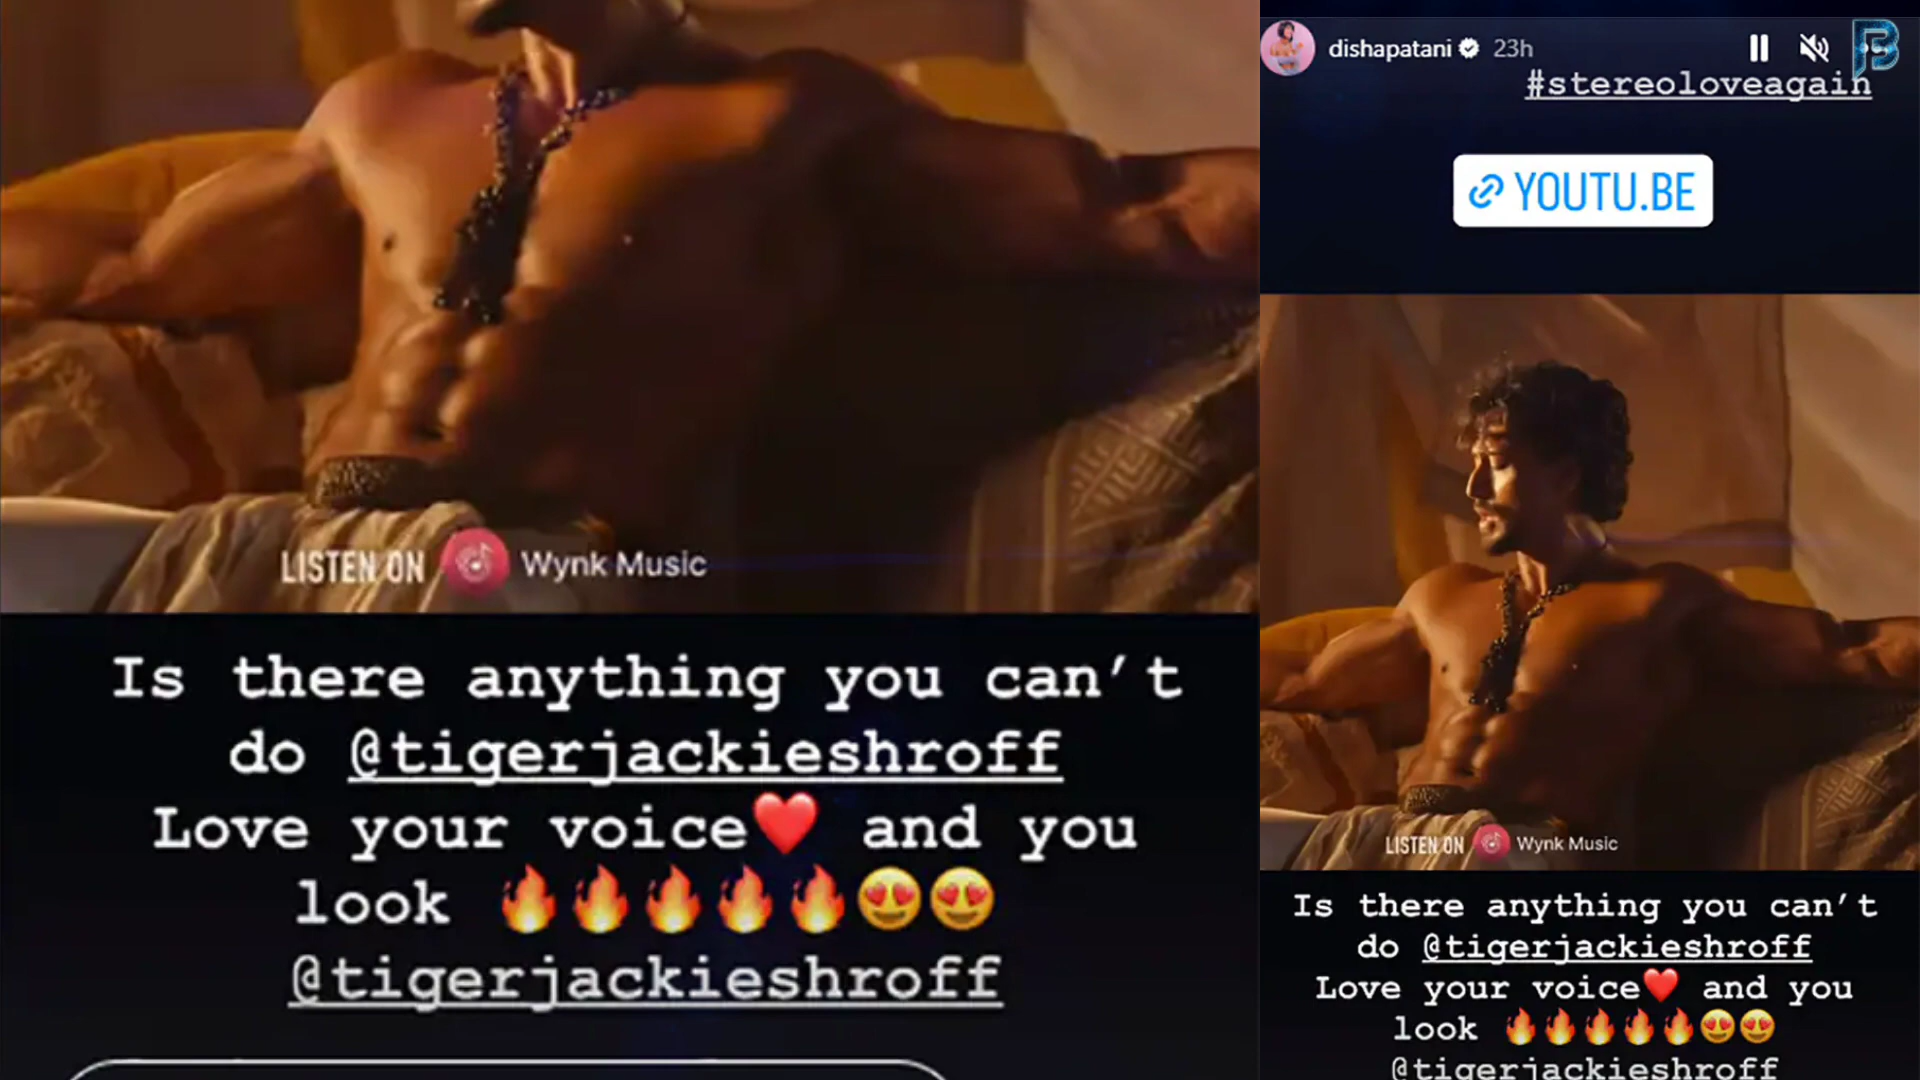 LISTEN ON Wynk Music
Is there anything you can't
do @tigerjackieshroff
Love your voice❤️ and you
look 🔥🔥🔥🔥🔥😍😍
@tigerjackieshroff
dishapatani 23h
#stereoloveagain
YOUTU.BE
LISTEN ON Wynk Music
Is there anything you can't
do @tigerjackieshroff
Love your voice❤️ and you
look 🔥🔥🔥🔥🔥😍😍
@tigerjackieshroff